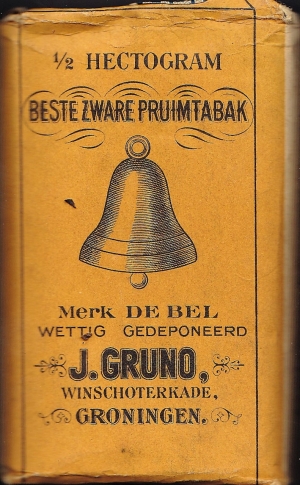 ½ HECTOGRAM
BESTE ZWARE PRUIMTABAK
Merk DE BEL
WETTIG GEDEPONEERD
J. GRUNO,
WINSCHOTERKADE,
GRONINGEN.